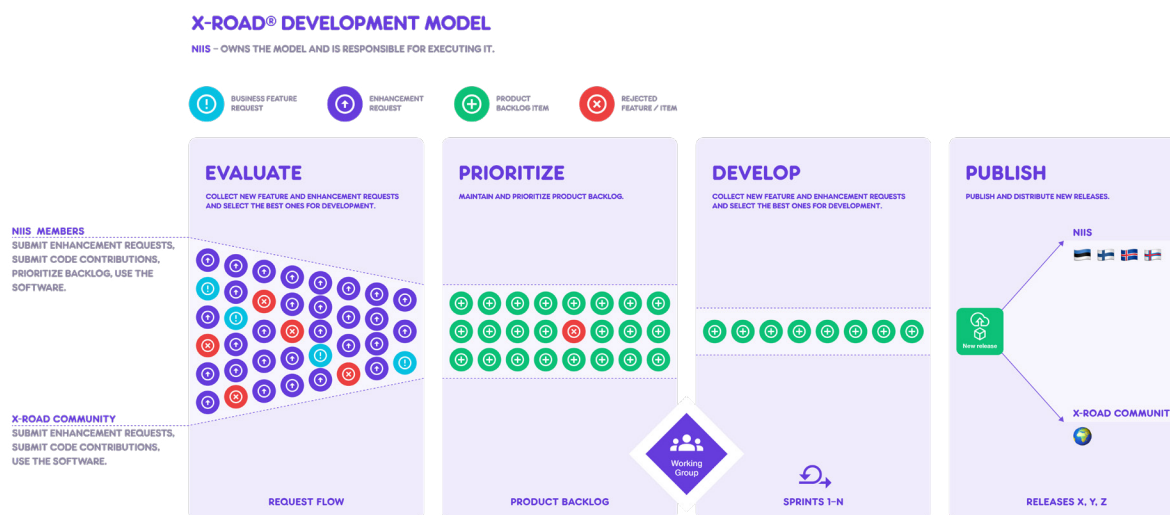 X-ROAD® DEVELOPMENT MODEL
NIIS – OWNS THE MODEL AND IS RESPONSIBLE FOR EXECUTING IT.
BUSINESS FEATURE
REQUEST
ENHANCEMENT
REQUEST
PRODUCT
BACKLOG ITEM
REJECTED
FEATURE / ITEM
NIIS MEMBERS
SUBMIT ENHANCEMENT REQUESTS,
SUBMIT CODE CONTRIBUTIONS,
PRIORITIZE BACKLOG, USE THE
SOFTWARE.
X-ROAD COMMUNITY
SUBMIT ENHANCEMENT REQUESTS,
SUBMIT CODE CONTRIBUTIONS,
USE THE SOFTWARE.
EVALUATE
COLLECT NEW FEATURE AND ENHANCEMENT REQUESTS
AND SELECT THE BEST ONES FOR DEVELOPMENT.
REQUEST FLOW
PRIORITIZE
MAINTAIN AND PRIORITIZE PRODUCT BACKLOG.
PRODUCT BACKLOG
Working
Group
DEVELOP
COLLECT NEW FEATURE AND ENHANCEMENT REQUESTS
AND SELECT THE BEST ONES FOR DEVELOPMENT.
SPRINTS 1–N
PUBLISH
PUBLISH AND DISTRIBUTE NEW RELEASES.
NIIS
New release
X-ROAD COMMUNIT
RELEASES X, Y, Z